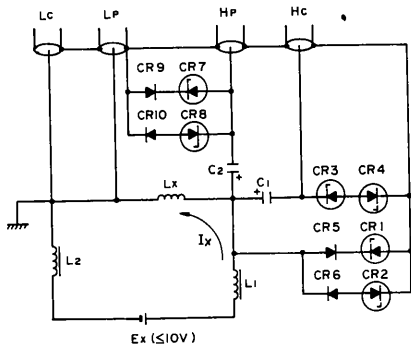 Lc Lp Hp Hc
CR9 CR7
CR10 CR8
C2 +
Lx + C1 CR3 CR4
Ix CR5 CR1
L2 L1 CR6 CR2
Ex (≤10V)